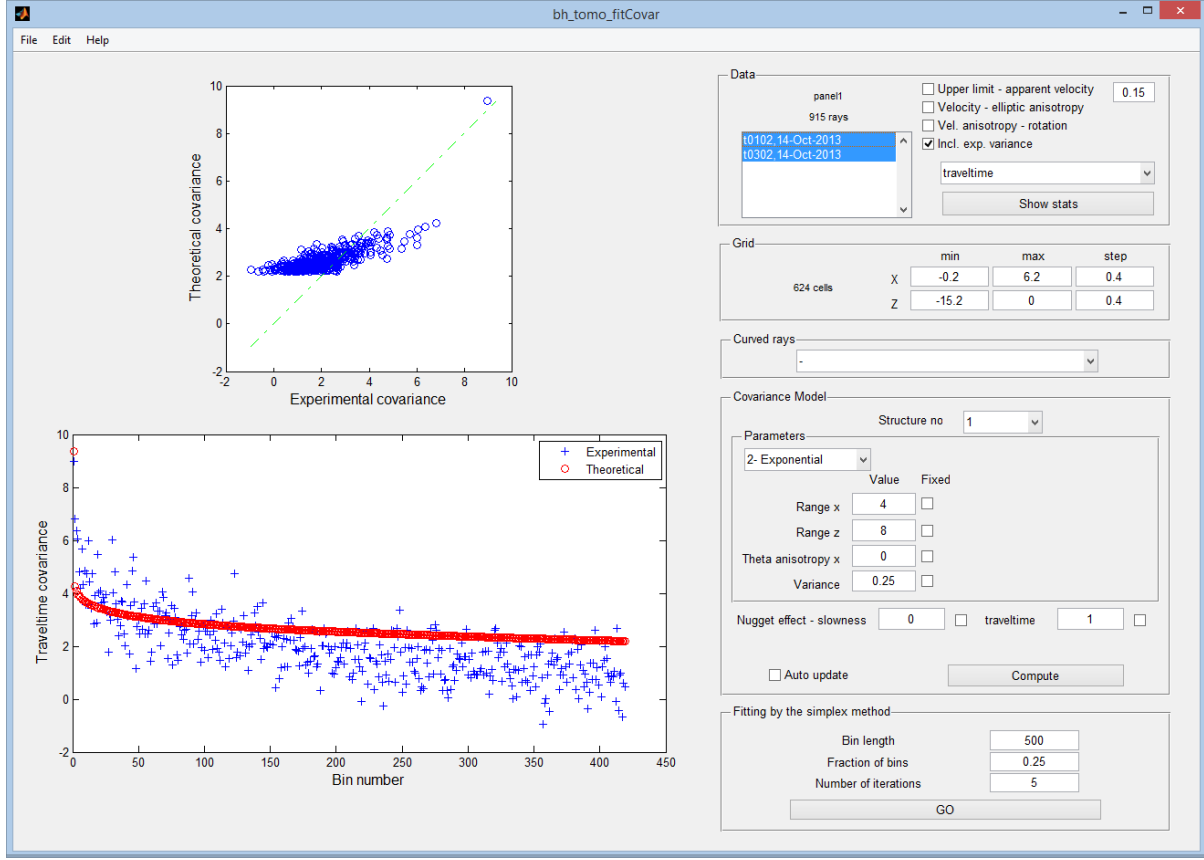 bh_tomo_fitCovar
File Edit Help
10
8
6
4
2
0
-2
-2 0 2 4 6 8 10
Theoretical covariance
Experimental covariance
10
8
6
4
2
0
-2
0 50 100 150 200 250 300 350 400 450
Traveltime covariance
Bin number
Experimental
Theoretical
Data
panel1
915 rays
t0102,14-Oct-2013
t0302,14-Oct-2013
Upper limit - apparent velocity 0.15
Velocity - elliptic anisotropy
Vel. anisotropy - rotation
Incl. exp. variance
traveltime
Show stats
Grid
min max step
624 cells
X -0.2 6.2 0.4
Z -15.2 0 0.4
Curved rays
-
Covariance Model
Structure no 1
Parameters
2- Exponential
Value Fixed
Range x 4
Range z 8
Theta anisotropy x 0
Variance 0.25
Nugget effect - slowness 0 traveltime 1
Auto update Compute
Fitting by the simplex method
Bin length 500
Fraction of bins 0.25
Number of iterations 5
GO